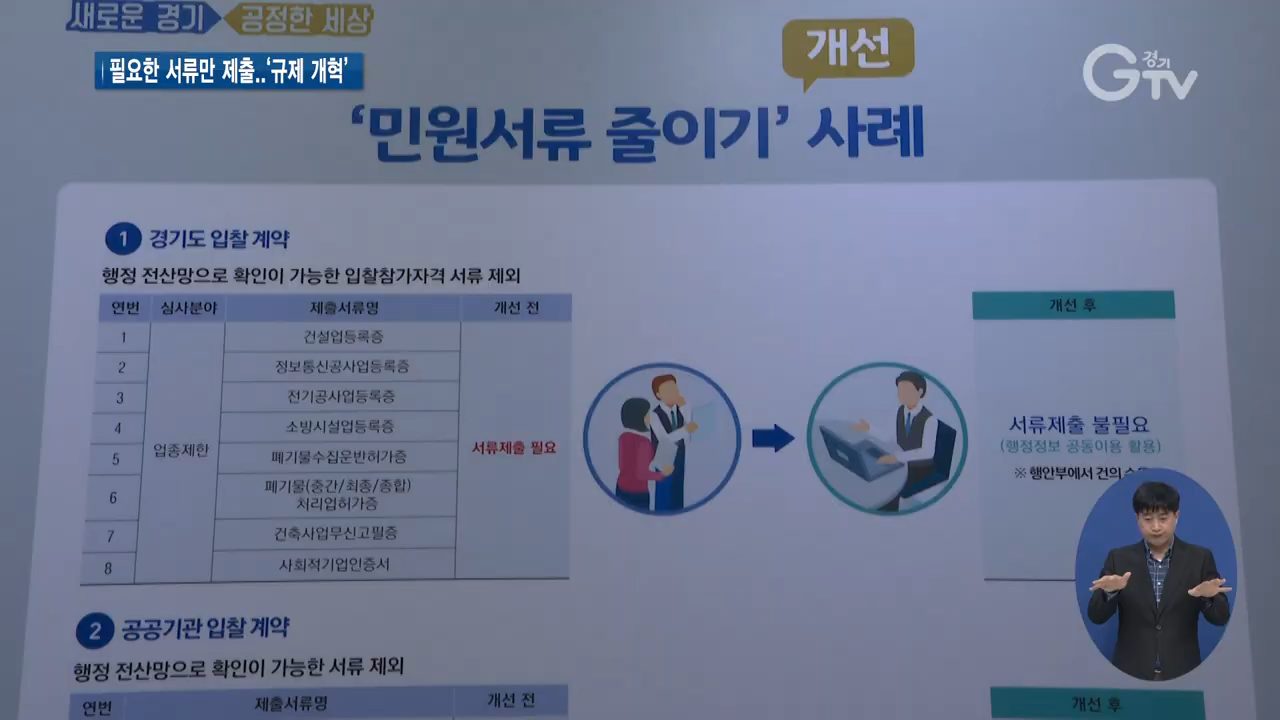 새로운 경기 공정한 세상
필요한 서류만 제출..‘규제 개혁’
경기
GTV
개선
‘민원서류 줄이기’ 사례
1 경기도 입찰 계약
행정 전산망으로 확인이 가능한 입찰참가자격 서류 제외
연번 심사분야 제출서류명 개선 전
1 건설업등록증
2 정보통신공사업등록증
3 전기공사업등록증
4 소방시설업등록증
5 폐기물수집운반허가증
6 폐기물(중간/최종/종합)
처리업허가증
7 건축사업무신고필증
8 사회적기업인증서
업종제한
서류제출 필요
개선 후
서류제출 불필요
(행정정보 공동이용 활용)
※ 행안부에서 건의
2 공공기관 입찰 계약
행정 전산망으로 확인이 가능한 서류 제외
연번 제출서류명 개선 전
개선 후